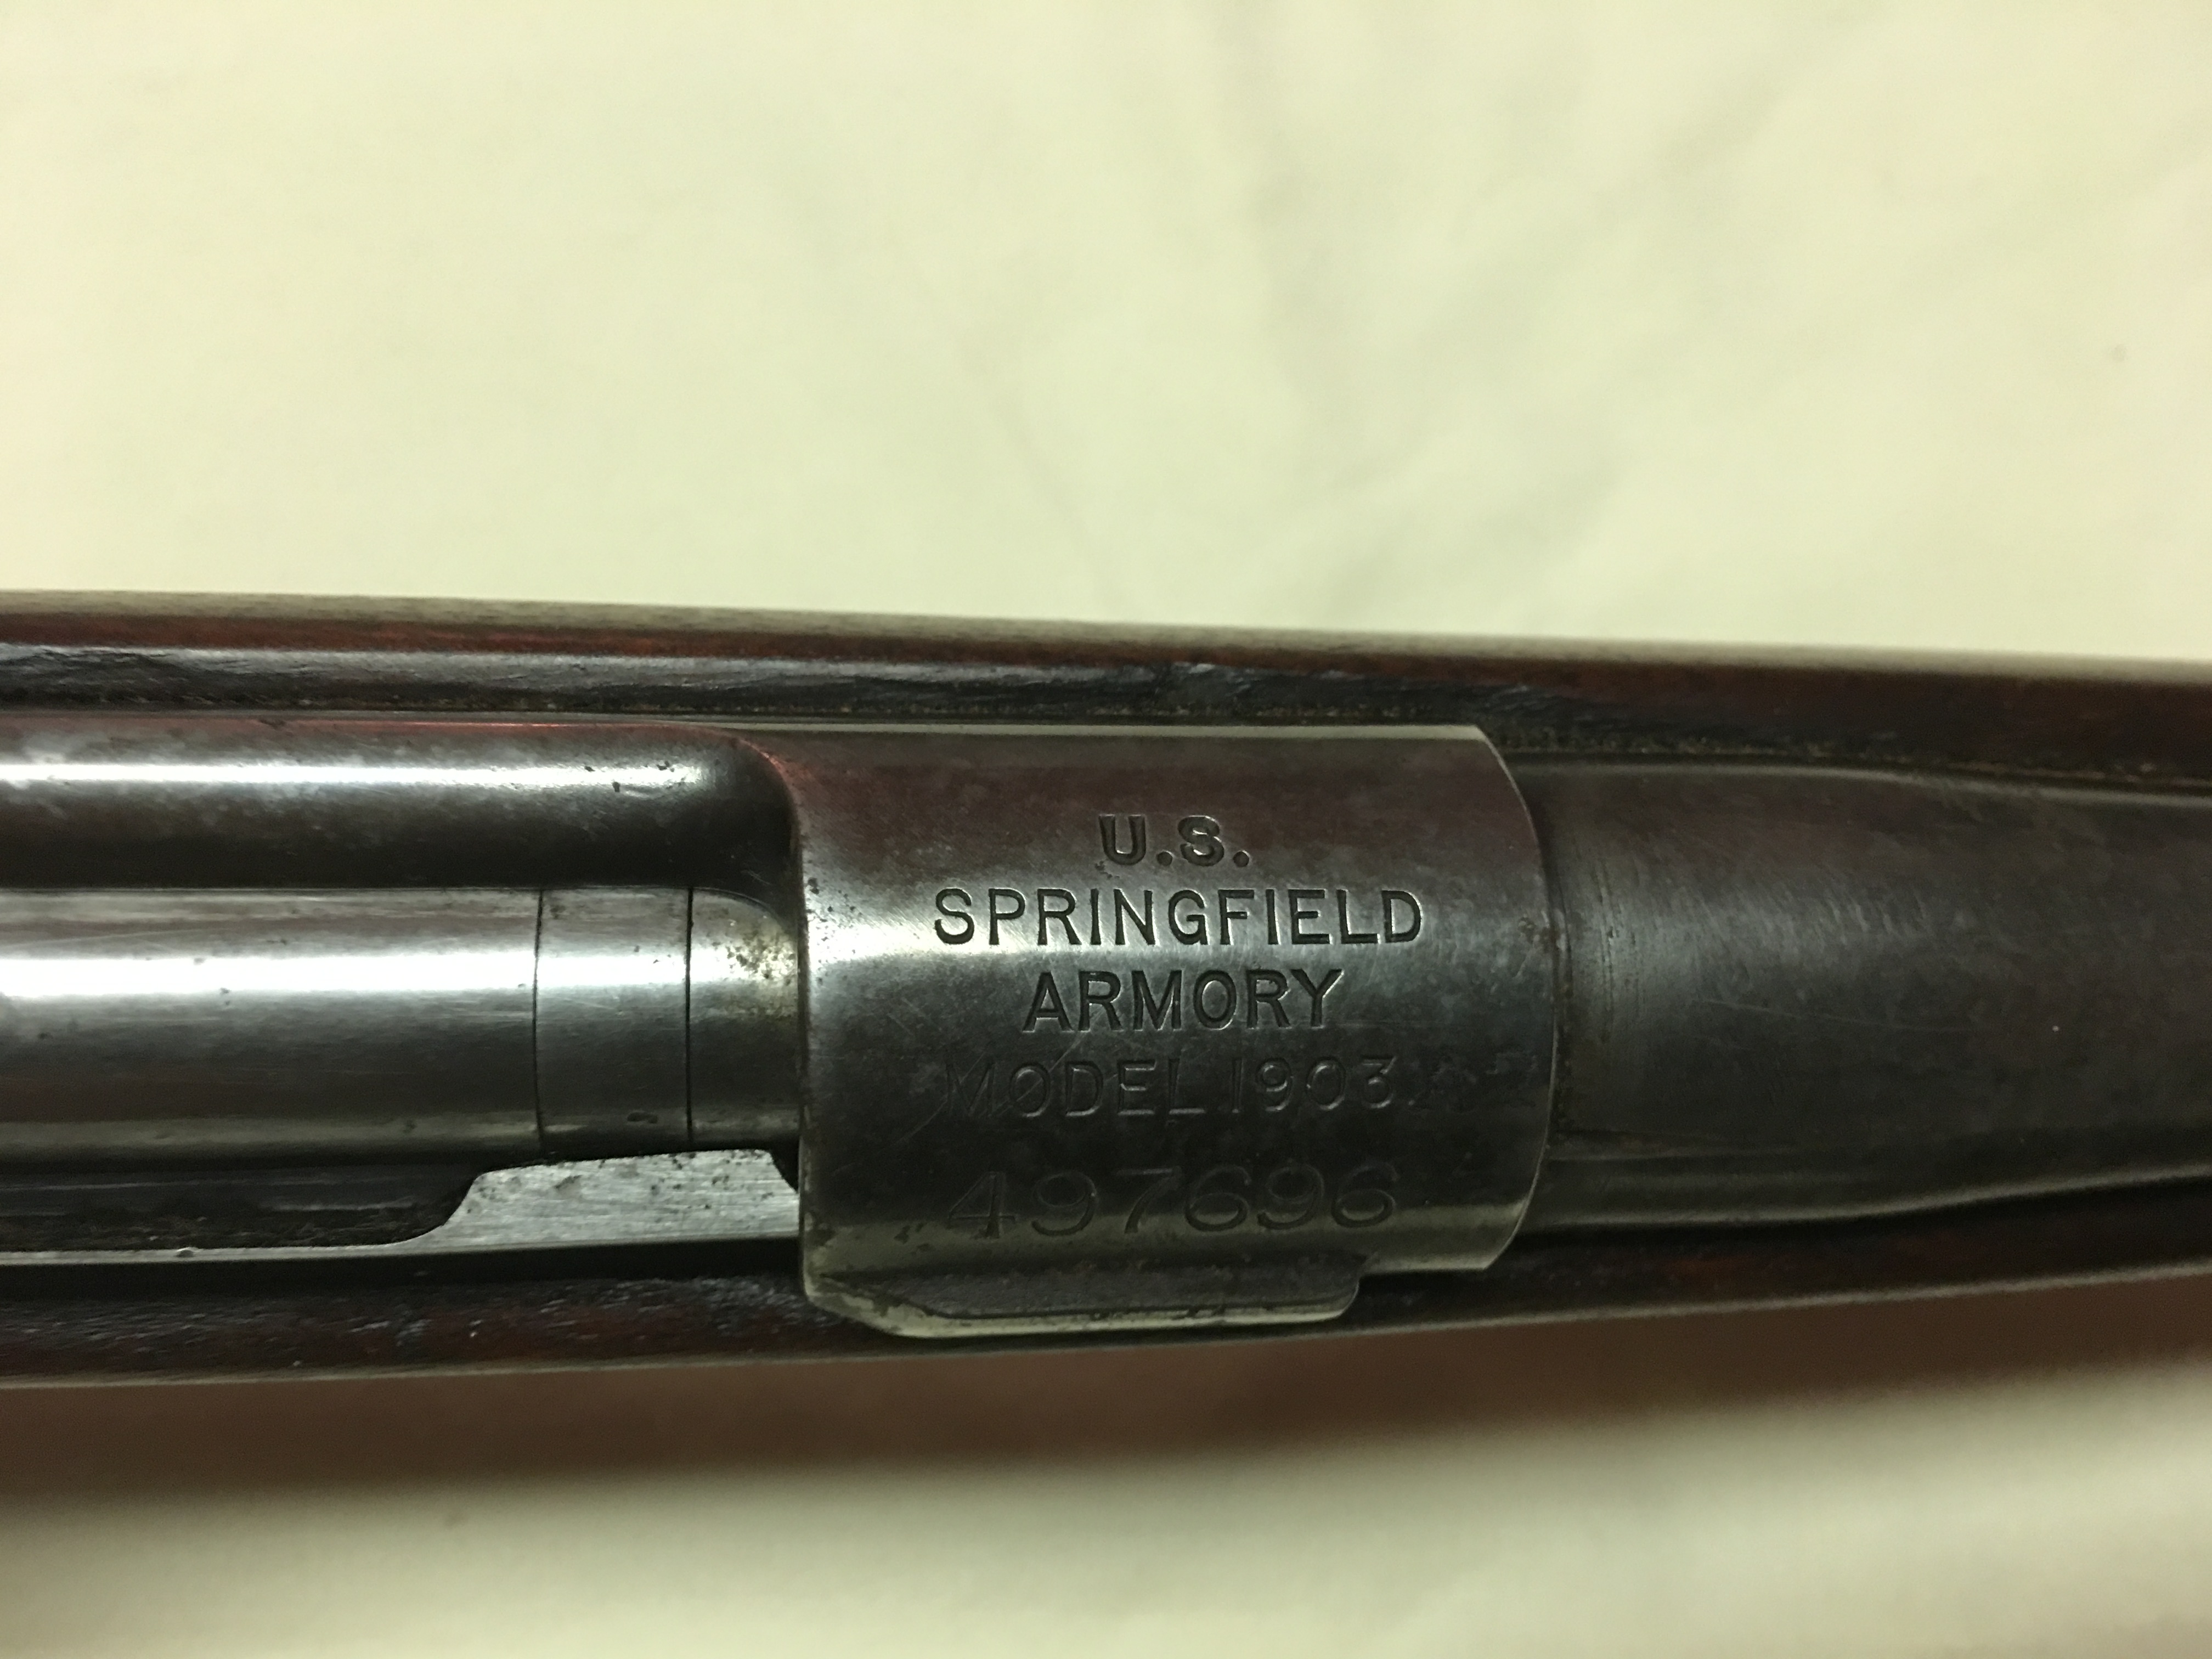 U.S.
SPRINGFIELD
ARMORY
MODEL 1903
497696